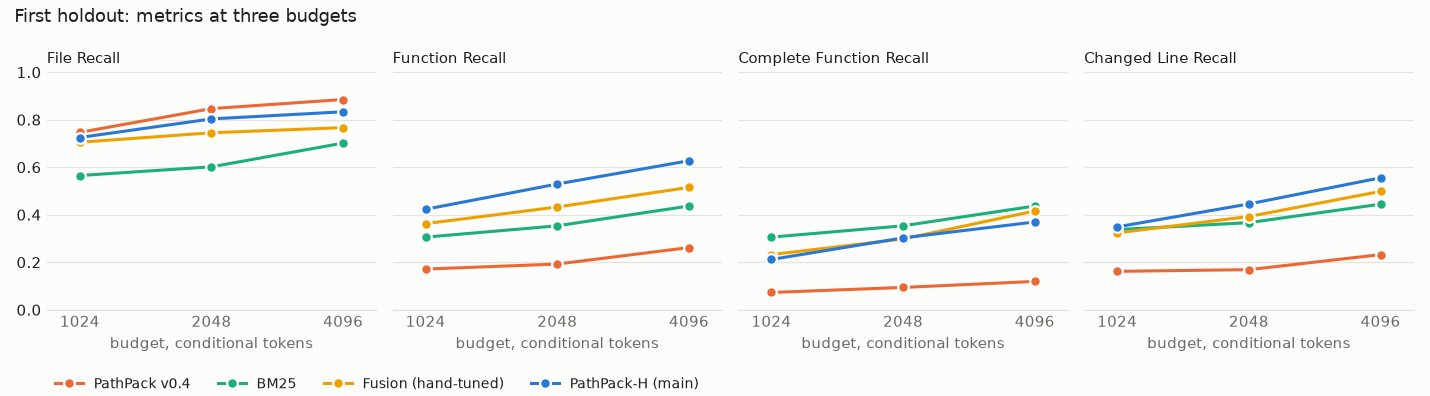 First holdout: metrics at three budgets
File Recall
Function Recall
Complete Function Recall
Changed Line Recall
1.0
0.8
0.6
0.4
0.2
0.0
1024 2048 4096
1024 2048 4096
1024 2048 4096
1024 2048 4096
budget, conditional tokens
budget, conditional tokens
budget, conditional tokens
budget, conditional tokens
PathPack v0.4
BM25
Fusion (hand-tuned)
PathPack-H (main)